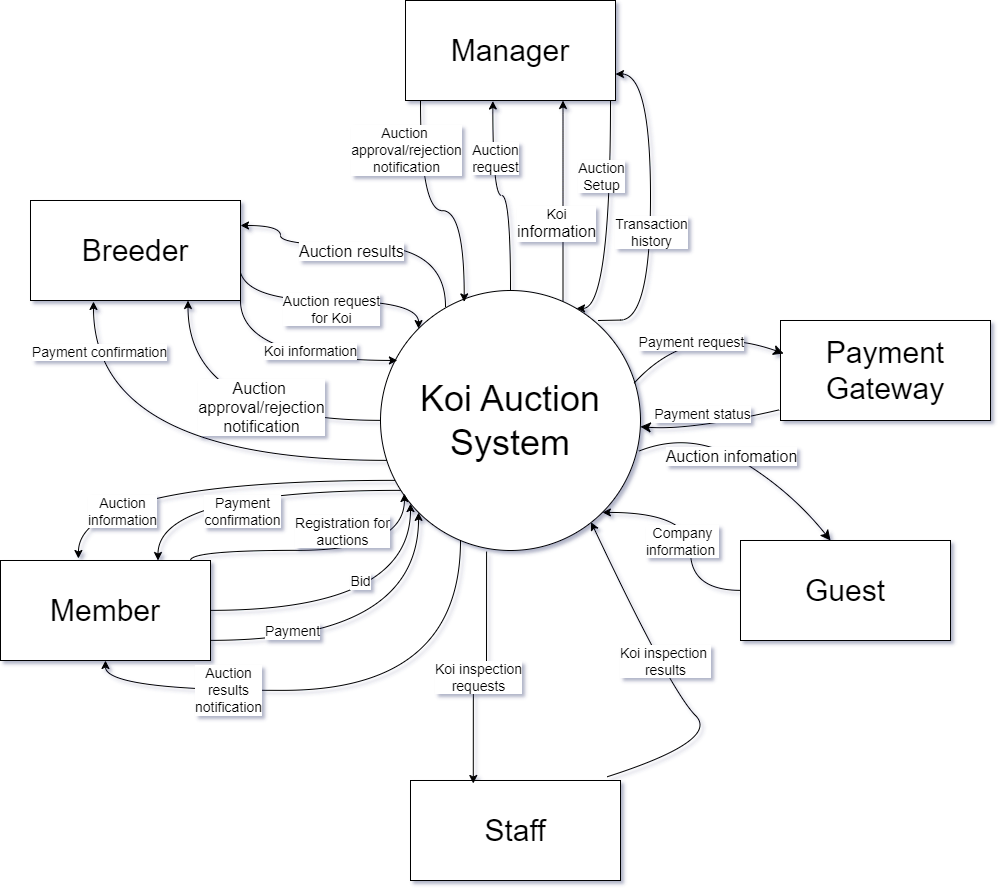 Manager
Auction
approval/rejection
notification
Auction
request
Koi
information
Auction
Setup
Transaction
history
Breeder
Auction results
Auction request
for Koi
Koi information
Payment confirmation
Auction
approval/rejection
notification
Koi Auction
System
Payment request
Payment
Gateway
Payment status
Auction infomation
Auction
information
Payment
confirmation
Registration for
auctions
Bid
Payment
Member
Auction
results
notification
Company
information
Guest
Koi inspection
requests
Koi inspection
results
Staff